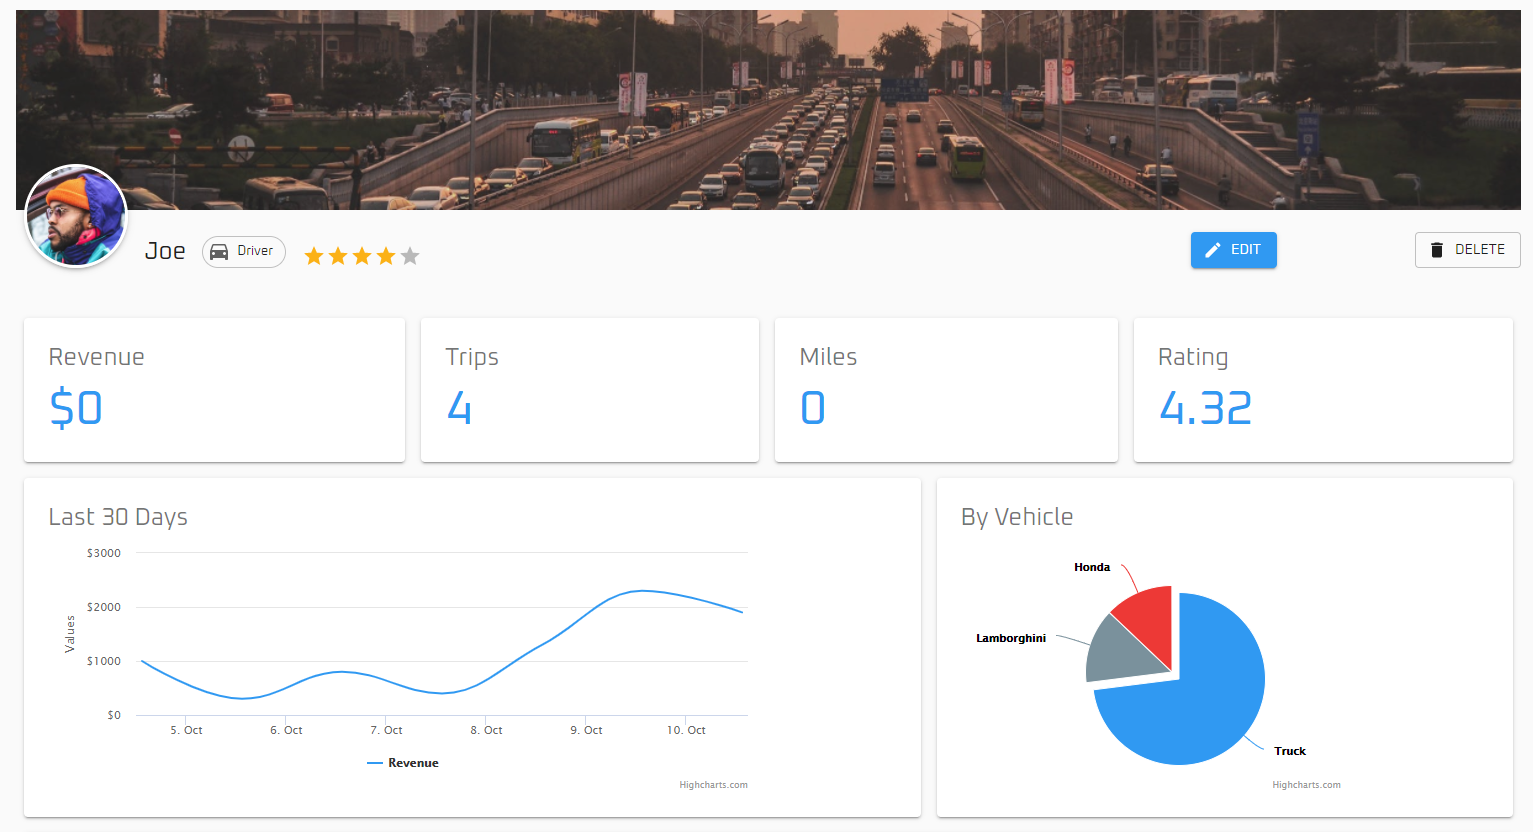 Joe
Driver
EDIT
DELETE
Revenue
$0
Trips
4
Miles
0
Rating
4.32
Last 30 Days
$3000
$2000
$1000
$0
Values
5. Oct
6. Oct
7. Oct
8. Oct
9. Oct
10. Oct
Revenue
Highcharts.com
By Vehicle
Honda
Lamborghini
Truck
Highcharts.com